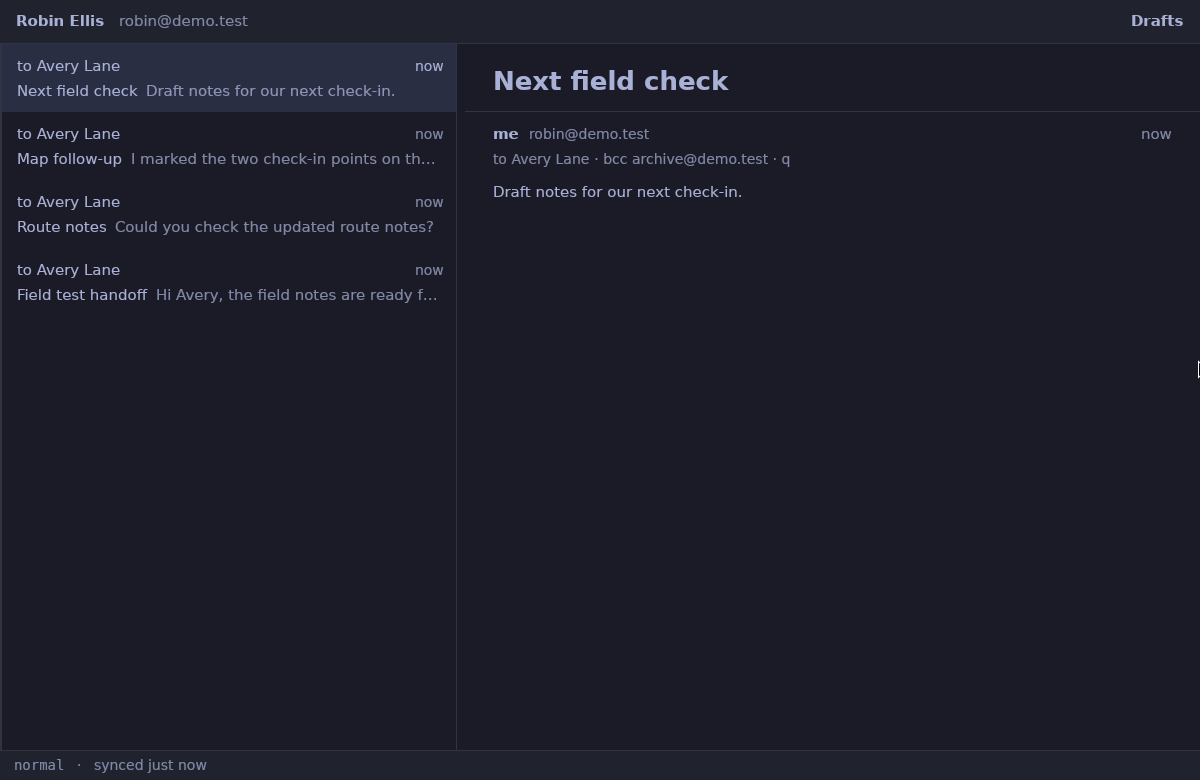 Robin Ellis robin@demo.test Drafts
to Avery Lane now
Next field check Draft notes for our next check-in.
to Avery Lane now
Map follow-up I marked the two check-in points on th…
to Avery Lane now
Route notes Could you check the updated route notes?
to Avery Lane now
Field test handoff Hi Avery, the field notes are ready f…
Next field check
me robin@demo.test now
to Avery Lane · bcc archive@demo.test · q
Draft notes for our next check-in.
normal · synced just now